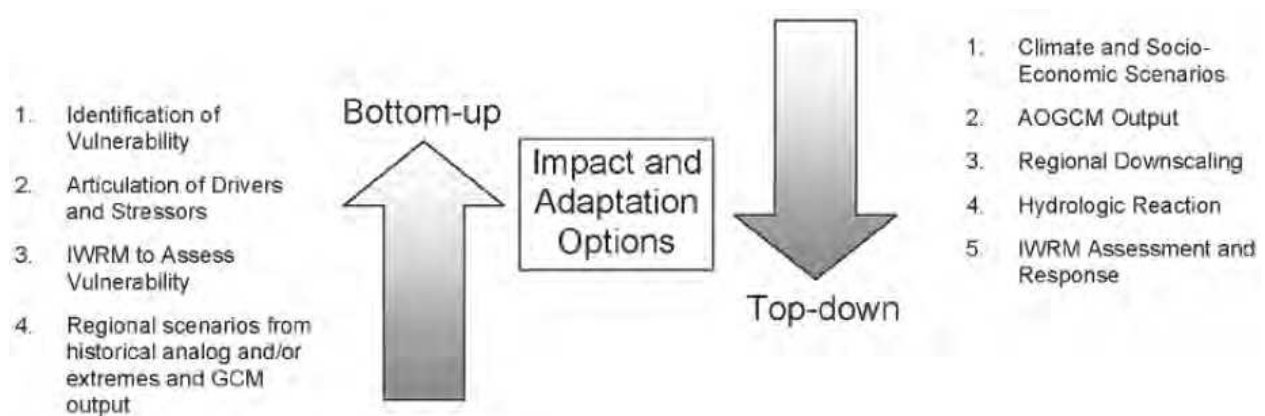 1. Identification of
Vulnerability
2. Articulation of Drivers
and Stressors
3. IWRM to Assess
Vulnerability
4. Regional scenarios from
historical analog and/or
extremes and GCM
output
Bottom-up
Impact and
Adaptation
Options
Top-down
1. Climate and Socio-
Economic Scenarios
2. AOGCM Output
3. Regional Downscaling
4. Hydrologic Reaction
5. IWRM Assessment and
Response